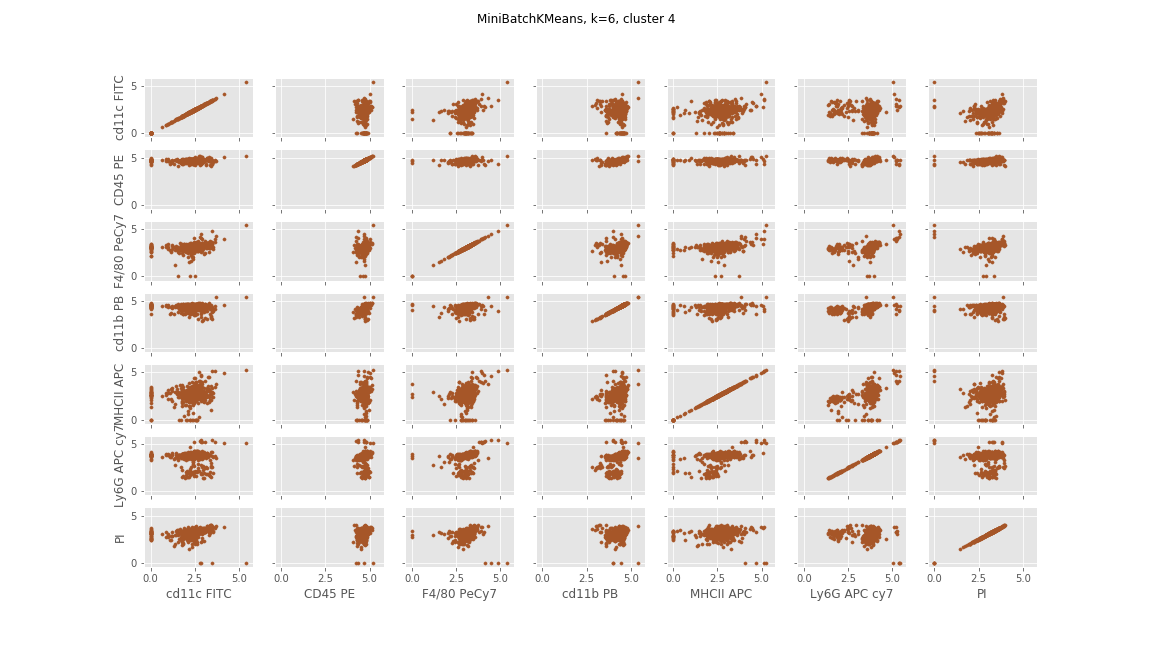 MiniBatchKMeans, k=6, cluster 4
cd11c FITC
5
0
CD45 PE
5
0
F4/80 PeCy7
5
0
cd11b PB
5
0
MHCII APC
5
0
Ly6G APC cy7
5
0
PI
5
0
0.0 2.5 5.0 0.0 2.5 5.0 0.0 2.5 5.0 0.0 2.5 5.0 0.0 2.5 5.0 0.0 2.5 5.0 0.0 2.5 5.0
cd11c FITC CD45 PE F4/80 PeCy7 cd11b PB MHCII APC Ly6G APC cy7 PI